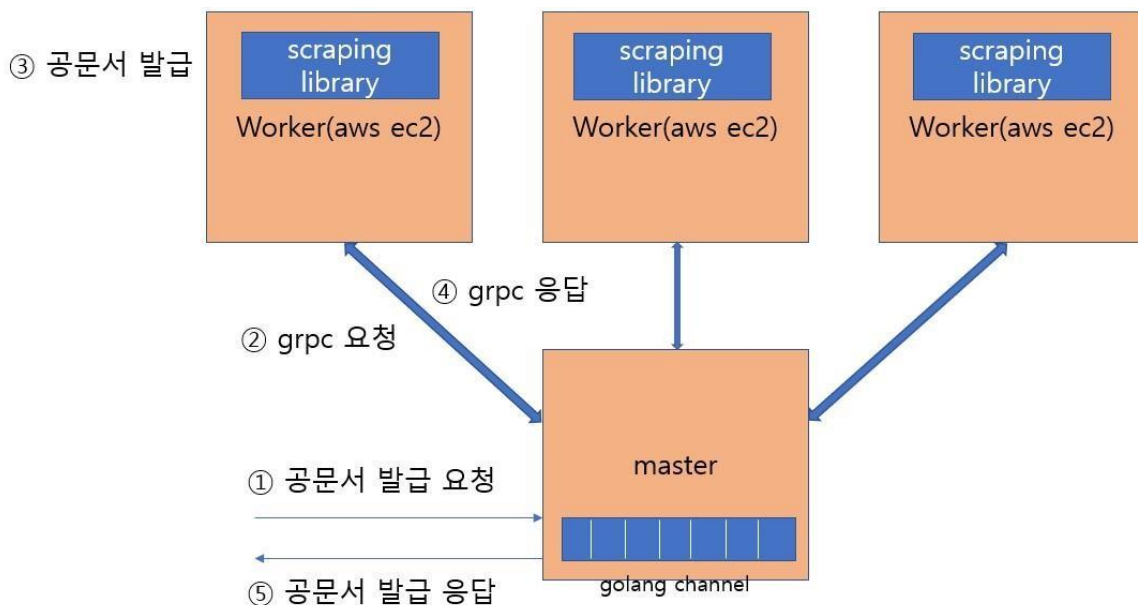 ③ 공문서 발급
scraping
library
Worker(aws ec2)
scraping
library
Worker(aws ec2)
scraping
library
Worker(aws ec2)
④ grpc 응답
② grpc 요청
① 공문서 발급 요청
master
golang channel
⑤ 공문서 발급 응답